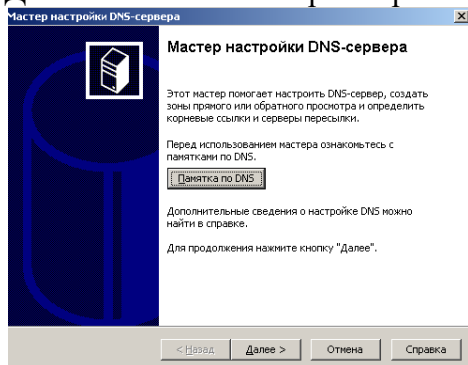 Мастер настройки DNS-сервера
Мастер настройки DNS-сервера
Этот мастер помогает настроить DNS-сервер, создать
зоны прямого или обратного просмотра и определить
корневые ссылки и серверы пересылки.
Перед использованием мастера ознакомьтесь с
памятками по DNS.
Памятка по DNS
Дополнительные сведения о настройке DNS можно
найти в справке.
Для продолжения нажмите кнопку "Далее".
< Назад Далее > Отмена Справка